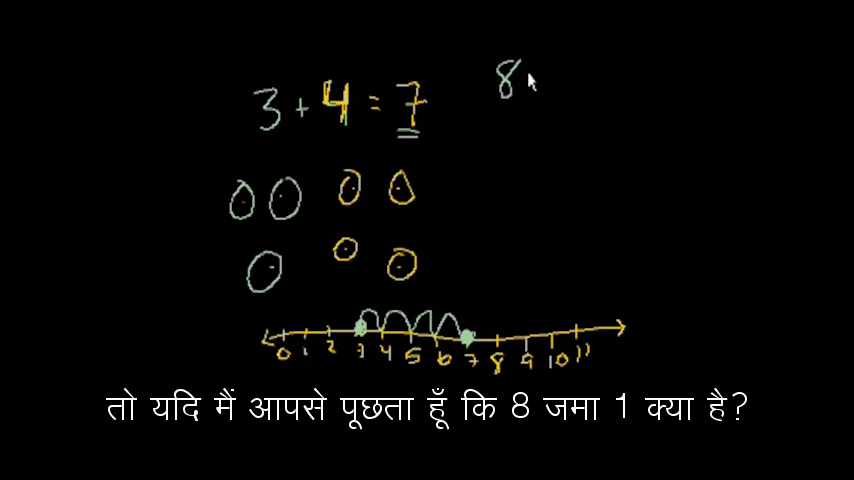 3 + 4 = 7
8
0 1 2 3 4 5 6 7 8 9 10 11
तो यदि मैं आपसे पूछता हूँ कि 8 जमा 1 क्या है?